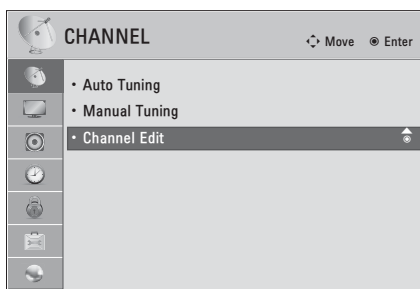 CHANNEL
Move Enter
• Auto Tuning
• Manual Tuning
• Channel Edit